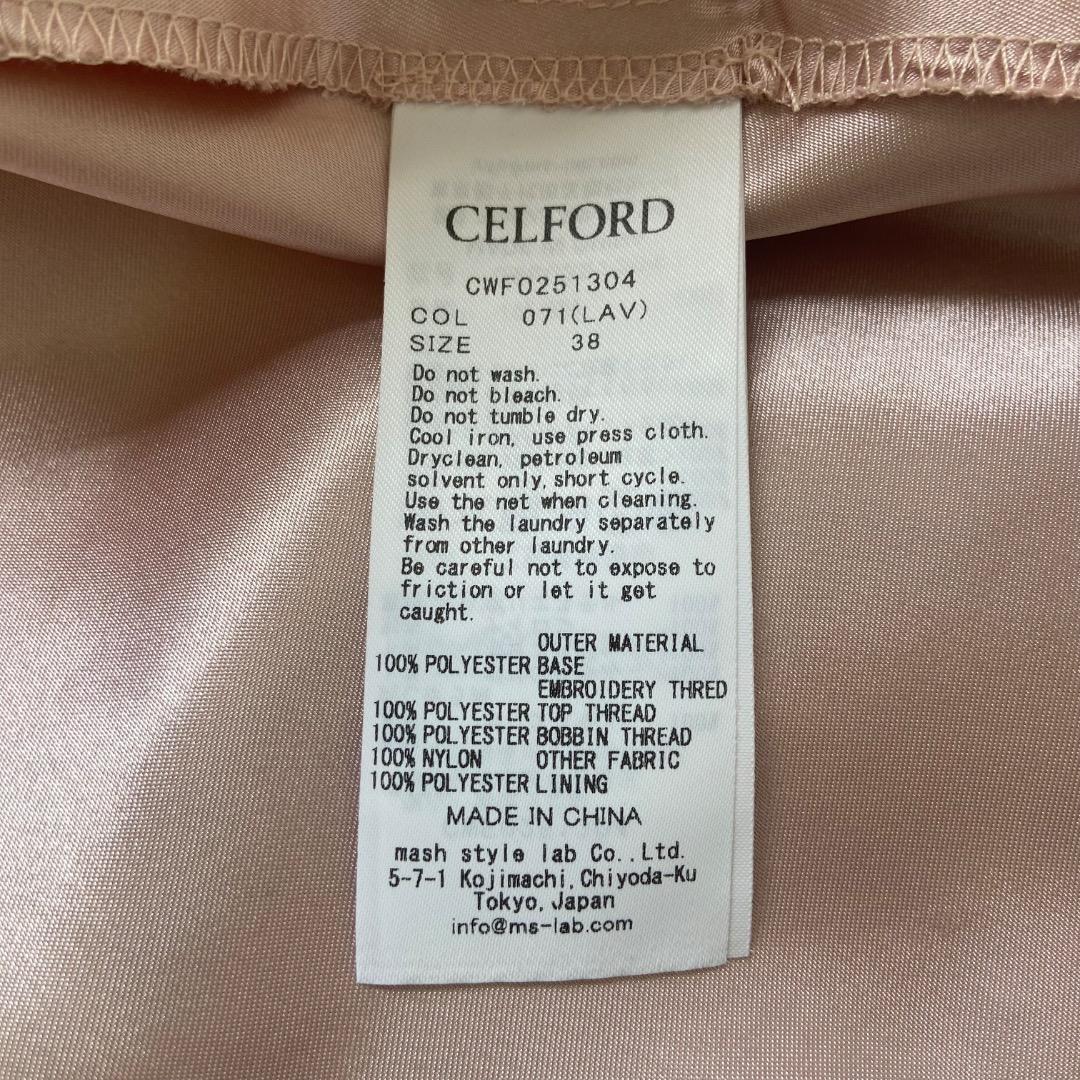 CELFORD
CWF0251304
COL 071(LAV)
SIZE 38
Do not wash.
Do not bleach.
Do not tumble dry.
Cool iron, use press cloth.
Dryclean, petroleum
solvent only, short cycle.
Use the net when cleaning.
Wash the laundry separately
from other laundry.
Be careful not to expose to
friction or let it get
caught.
OUTER MATERIAL
100% POLYESTER BASE
EMBROIDERY THRED
100% POLYESTER TOP THREAD
100% POLYESTER BOBBIN THREAD
100% NYLON OTHER FABRIC
100% POLYESTER LINING
MADE IN CHINA
mash style lab Co.,Ltd.
5-7-1 Kojimachi,Chiyoda-Ku
Tokyo, Japan
info@ms-lab.com